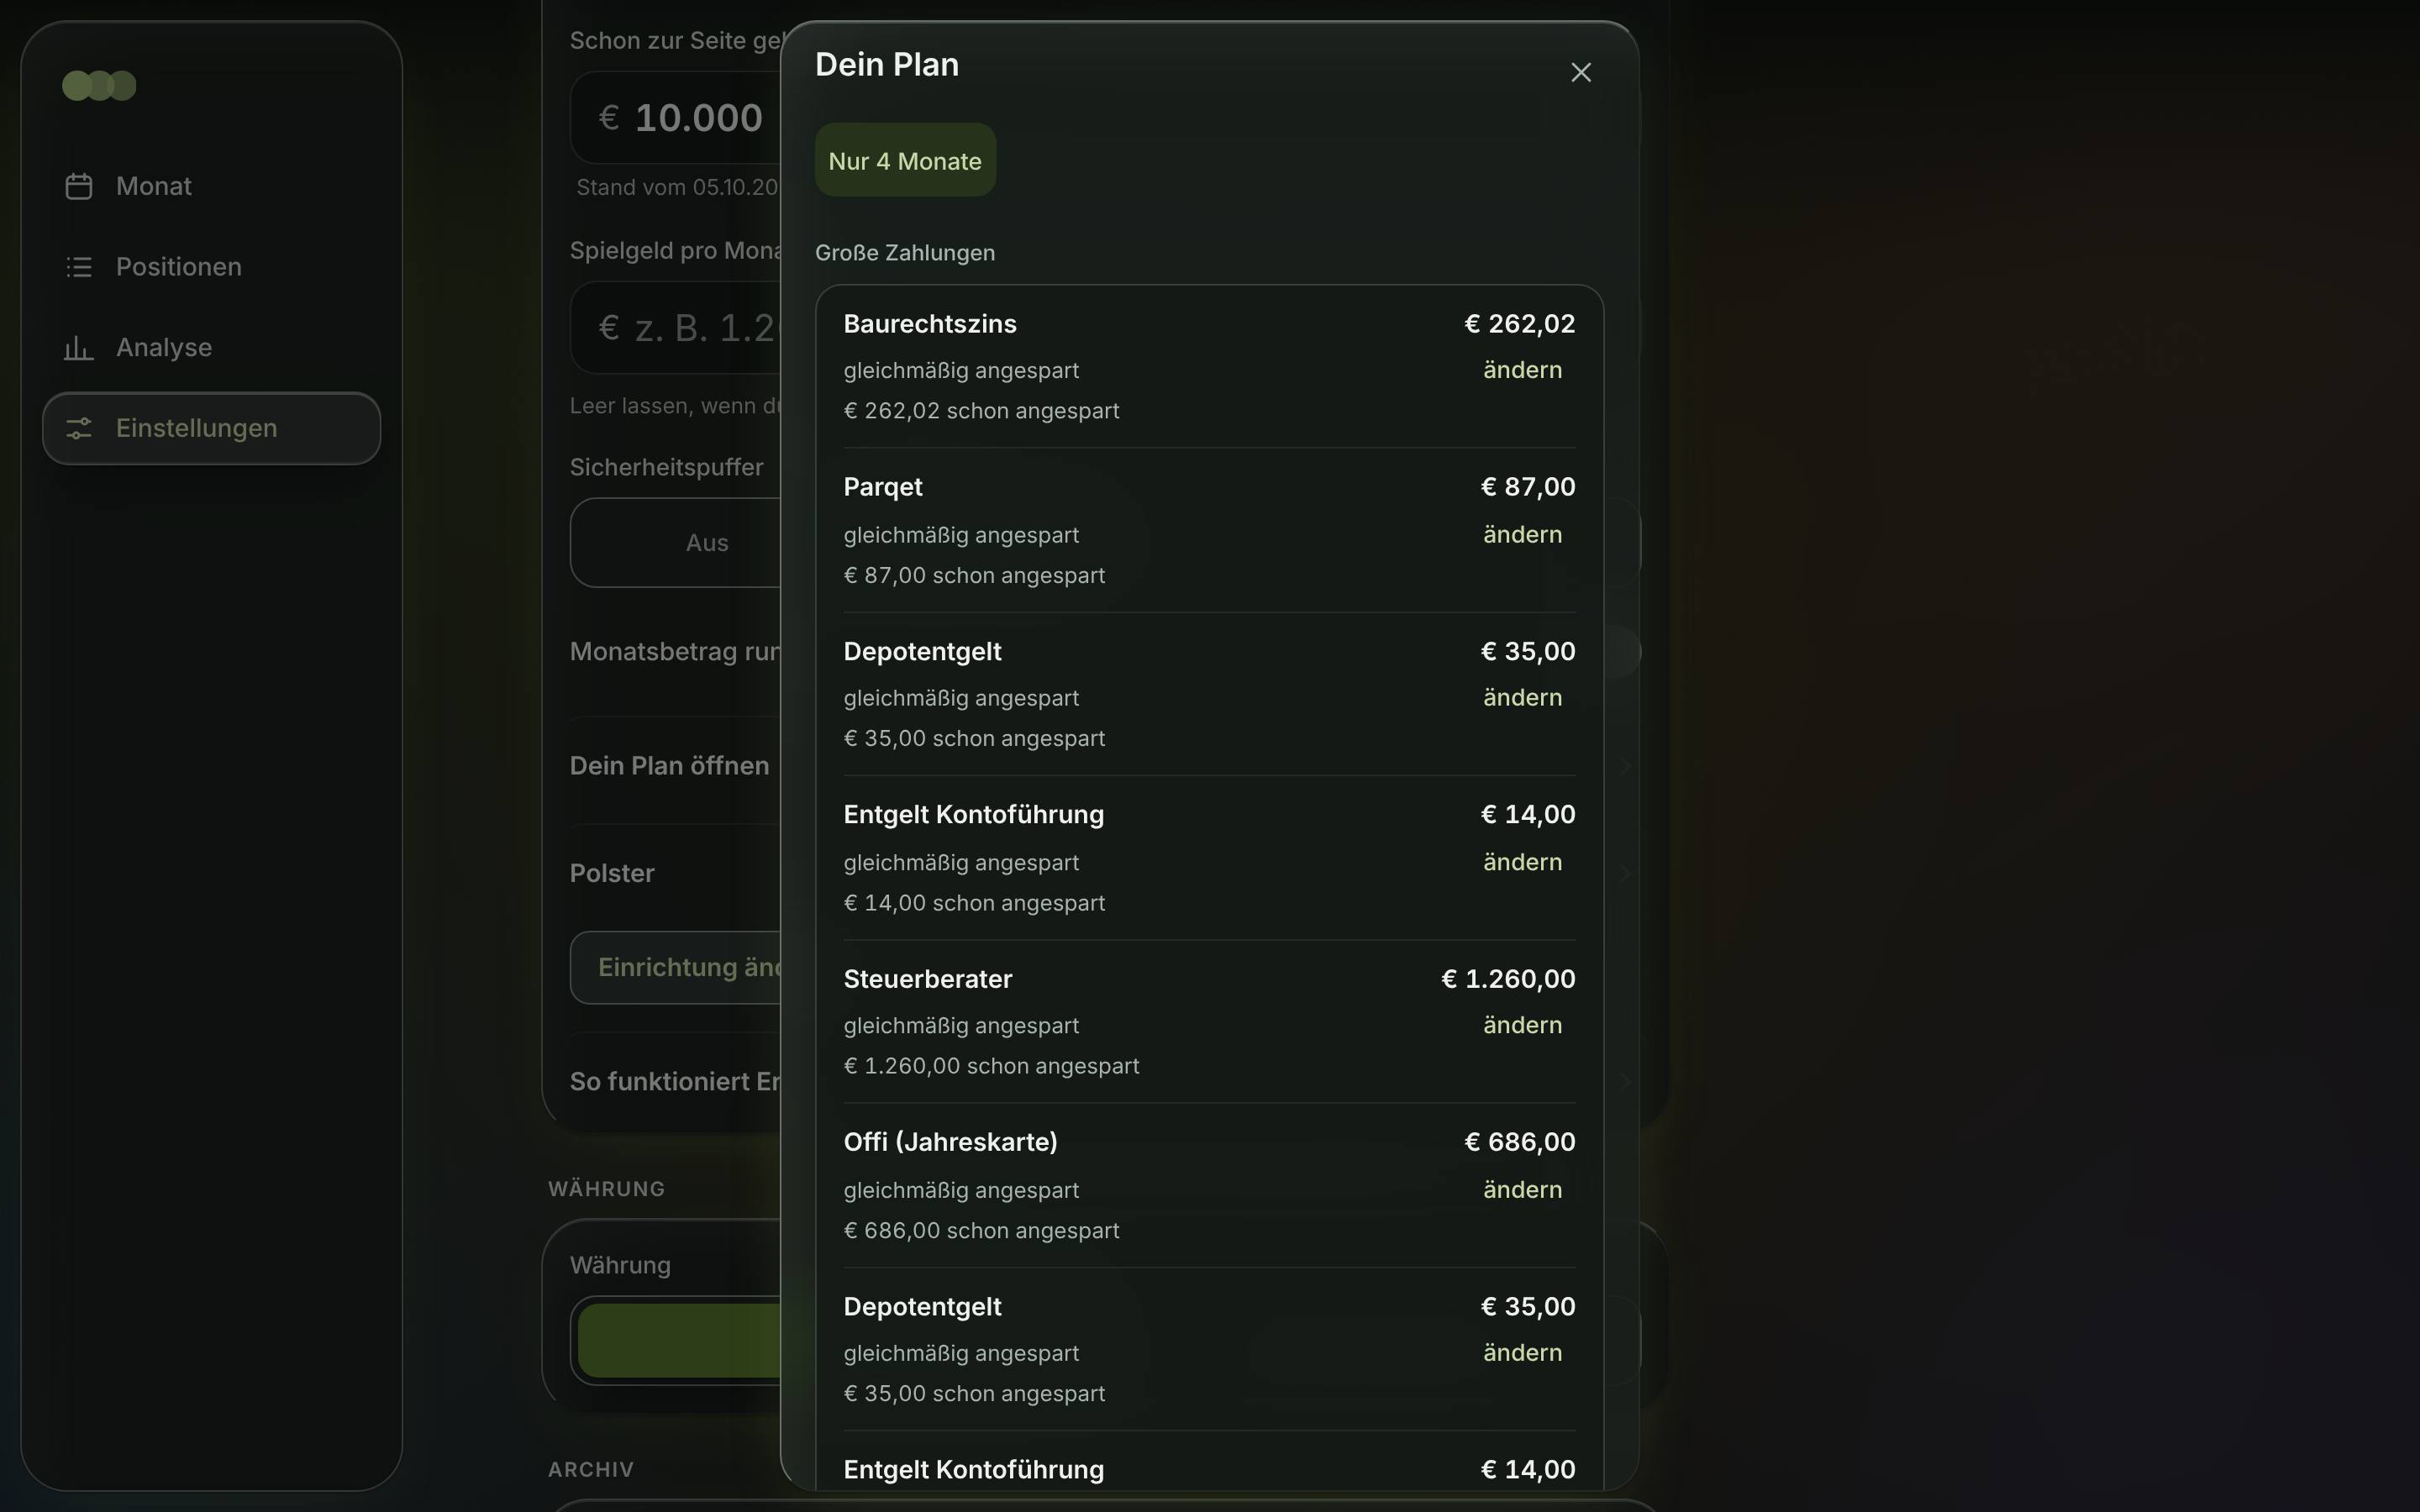 Monat
Positionen
Analyse
Einstellungen
Schon zur Seite
€ 10.000
Stand vom 05.10.20
Spielgeld pro
€ z. B. 1.2
Leer lassen, wenn
Sicherheitspuffer
Aus
Monatsbetrag
Dein Plan öffnen
Polster
Einrichtung
So funktioniert
WÄHRUNG
Währung
ARCHIV
Dein Plan
Nur 4 Monate
Große Zahlungen
Baurechtszins € 262,02
gleichmäßig angespart ändern
€ 262,02 schon angespart
Parqet € 87,00
gleichmäßig angespart ändern
€ 87,00 schon angespart
Depotentgelt € 35,00
gleichmäßig angespart ändern
€ 35,00 schon angespart
Entgelt Kontoführung € 14,00
gleichmäßig angespart ändern
€ 14,00 schon angespart
Steuerberater € 1.260,00
gleichmäßig angespart ändern
€ 1.260,00 schon angespart
Offi (Jahreskarte) € 686,00
gleichmäßig angespart ändern
€ 686,00 schon angespart
Depotentgelt € 35,00
gleichmäßig angespart ändern
€ 35,00 schon angespart
Entgelt Kontoführung € 14,00